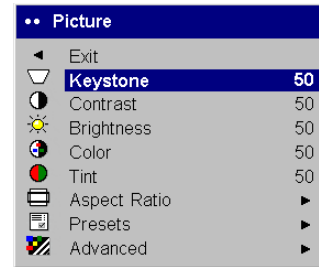 Picture
Exit
Keystone 50
Contrast 50
Brightness 50
Color 50
Tint 50
Aspect Ratio
Presets
Advanced